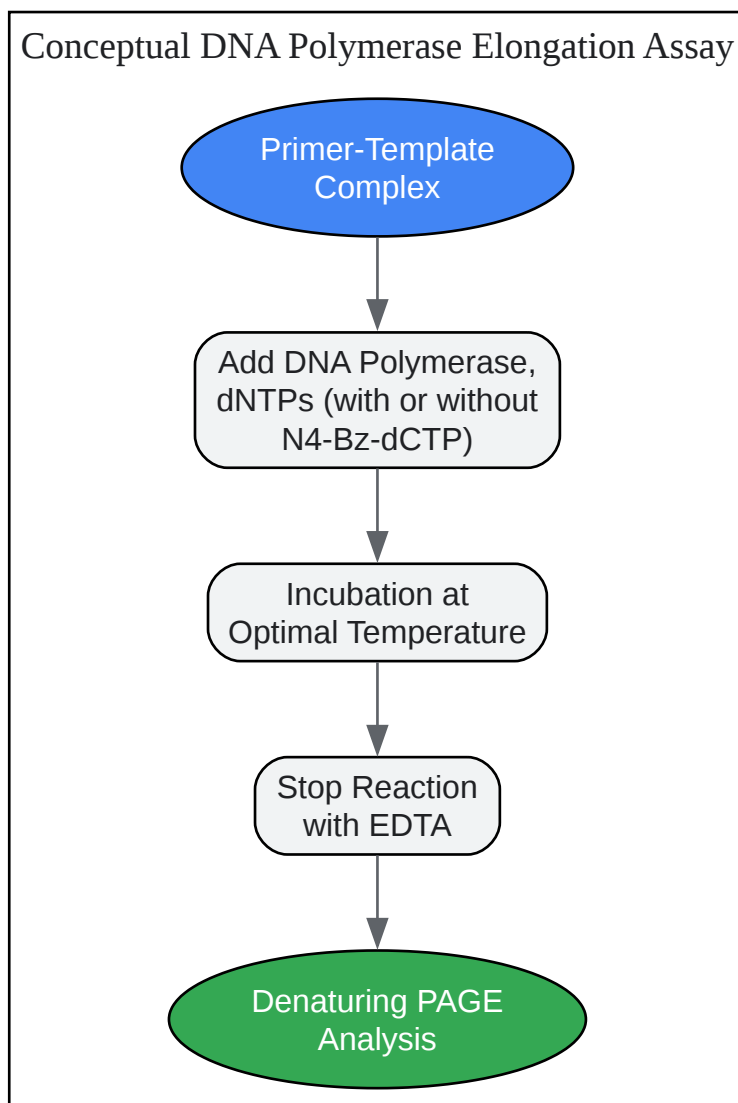 Conceptual DNA Polymerase Elongation Assay
Primer-Template
Complex
Add DNA Polymerase,
dNTPs (with or without
N4-Bz-dCTP)
Incubation at
Optimal Temperature
Stop Reaction
with EDTA
Denaturing PAGE
Analysis